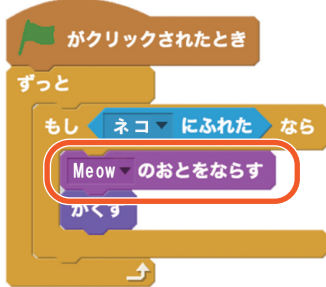 がクリックされたとき
ずっと
もし ネコ にふれた なら
Meow のおとをならす
かくす